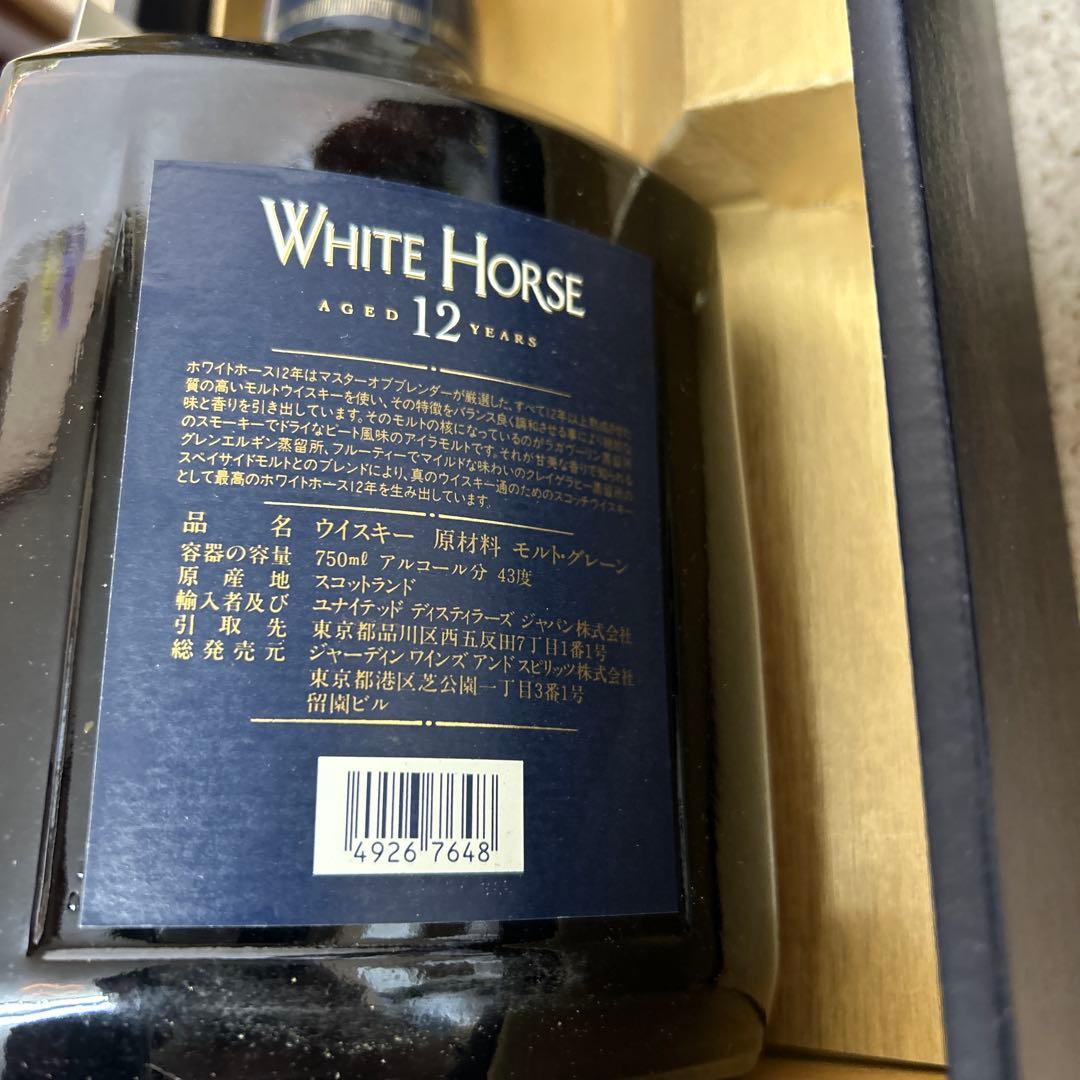 WHITE HORSE
AGED 12 YEARS
ホワイトホース12年はマスターオブブレンダーが厳選した、すべて12年以上熟成
質の高いモルトウイスキーを使い、その特徴をバランス良く調和させる事により
味と香りを引き出しています。そのモルトの核になっているのがラガヴーリン蒸留所
のスモーキーでドライなピート風味のアイラモルトです。それが甘美な香りで知られる
グレンエルギン蒸留所、フルーティーでマイルドな味わいのクレイゲラヒー蒸留所の
スペイサイドモルトとのブレンドにより、真のウイスキー通のためのスコッチウイスキー
として最高のホワイトホース12年を生み出しています。
品名 ウイスキー 原材料 モルト・グレーン
容器の容量 750ml アルコール分 43度
原産地 スコットランド
輸入者及び ユナイテッド ディスティラーズ ジャパン株式会社
引取先 東京都品川区西五反田7丁目1番1号
総発売元 ジャーディン ワインズ アンド スピリッツ株式会社
東京都港区芝公園一丁目3番1号
留園ビル
4926 7648